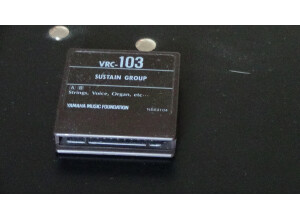 VRC-103
SUSTAIN GROUP
A B
Strings, Voice, Organ, etc…
YAMAHA MUSIC FOUNDATION